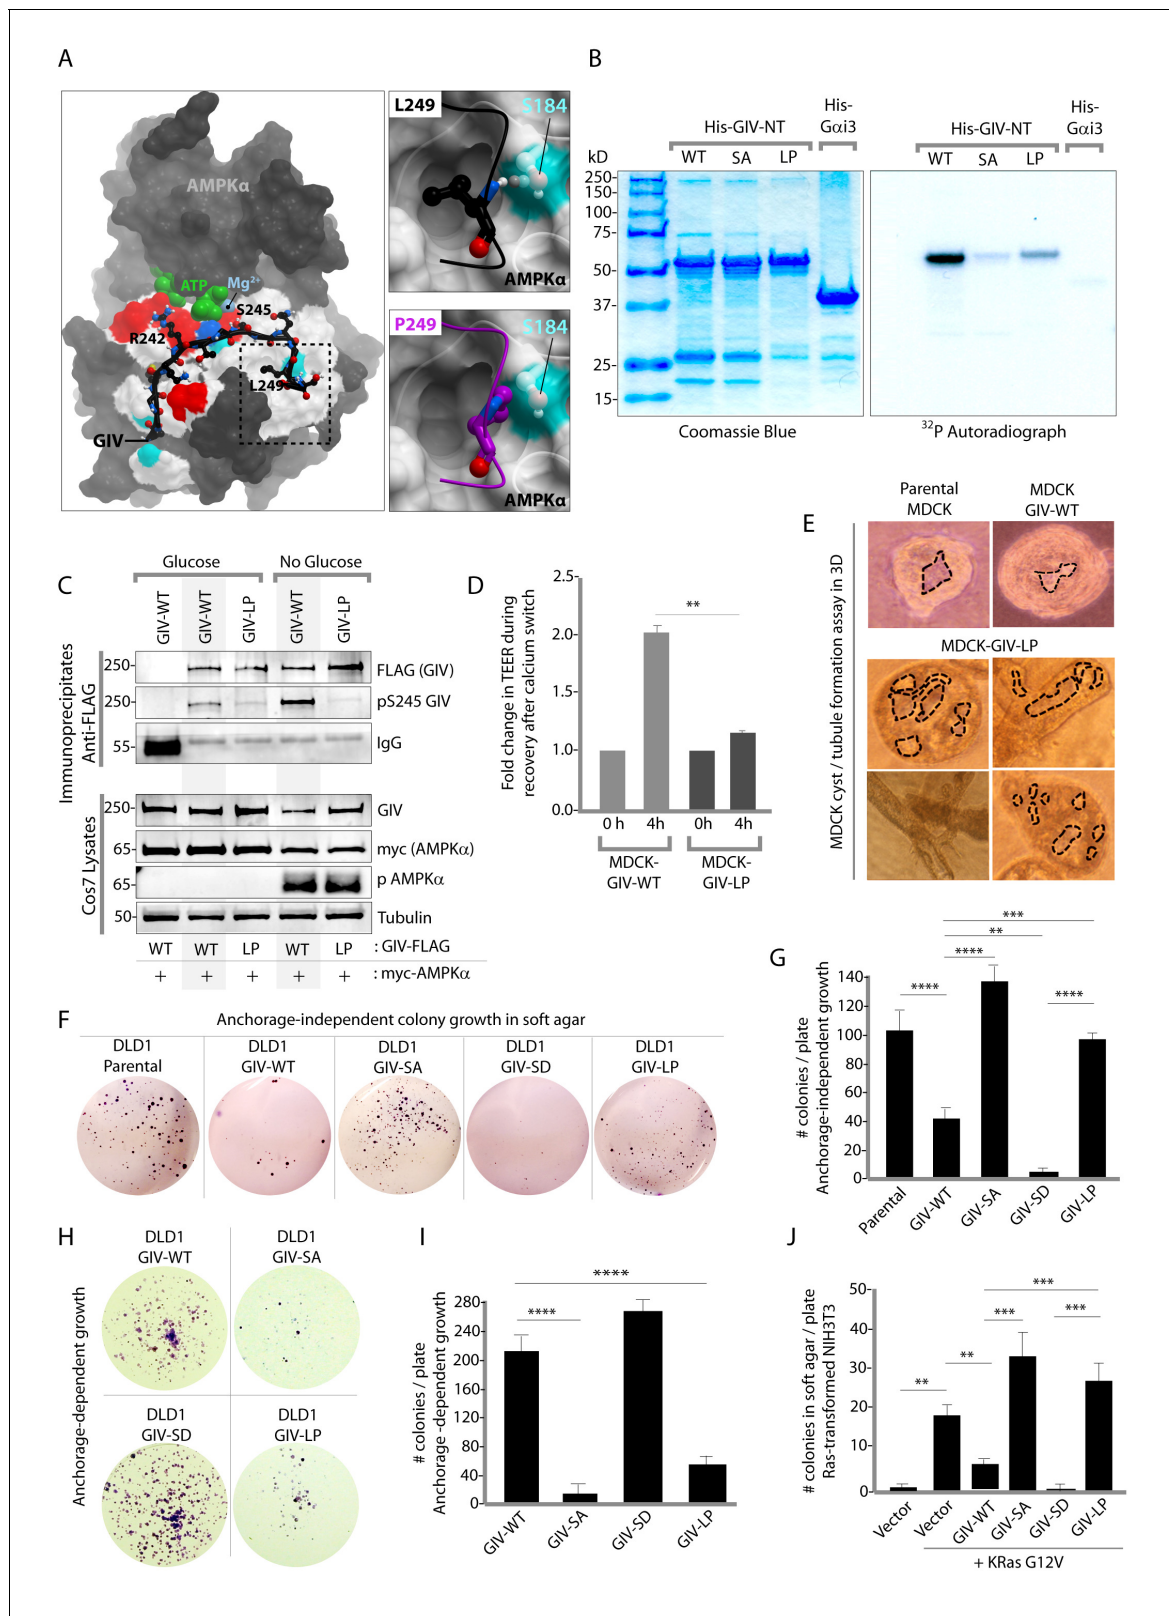 A
AMPKα
ATP
Mg²⁺
S245
R242
L249
GIV
L249
S184
AMPKα
P249
S184
AMPKα
B
His-GIV-NT
His-
Gαi3
kD
WT
SA
LP
250-
150-
100-
75-
50-
37-
25-
15-
Coomassie Blue
His-GIV-NT
His-
Gαi3
WT
SA
LP
³²P Autoradiograph
C
Glucose
No Glucose
GIV-WT
GIV-WT
GIV-LP
GIV-WT
GIV-LP
Immunoprecipitates
Anti-FLAG
250-
FLAG (GIV)
250-
pS245 GIV
55-
IgG
Cos7 Lysates
250-
GIV
65-
myc (AMPKα)
65-
p AMPKα
50-
Tubulin
WT WT LP WT LP : GIV-FLAG
+ + + + + : myc-AMPKα
D
Fold change in TEER during
recovery after calcium switch
2.5
2.0
1.5
1.0
0.0
**
0 h 4h 0h 4h
MDCK-
GIV-WT
MDCK-
GIV-LP
E
MDCK cyst / tubule formation assay in 3D
Parental
MDCK
MDCK
GIV-WT
MDCK-GIV-LP
F
Anchorage-independent colony growth in soft agar
DLD1
Parental
DLD1
GIV-WT
DLD1
GIV-SA
DLD1
GIV-SD
DLD1
GIV-LP
G
# colonies / plate
Anchorage-independent growth
140
120
100
80
60
40
20
0
***
**
****
****
****
Parental
GIV-WT
GIV-SA
GIV-SD
GIV-LP
H
Anchorage-dependent growth
DLD1
GIV-WT
DLD1
GIV-SA
DLD1
GIV-SD
DLD1
GIV-LP
I
# colonies / plate
Anchorage -dependent growth
280
240
200
160
120
80
40
0
****
****
GIV-WT
GIV-SA
GIV-SD
GIV-LP
J
# colonies in soft agar / plate
Ras-transformed NIH3T3
50
40
30
20
10
0
***
***
***
**
**
Vector
Vector
GIV-WT
GIV-SA
GIV-SD
GIV-LP
+ KRas G12V